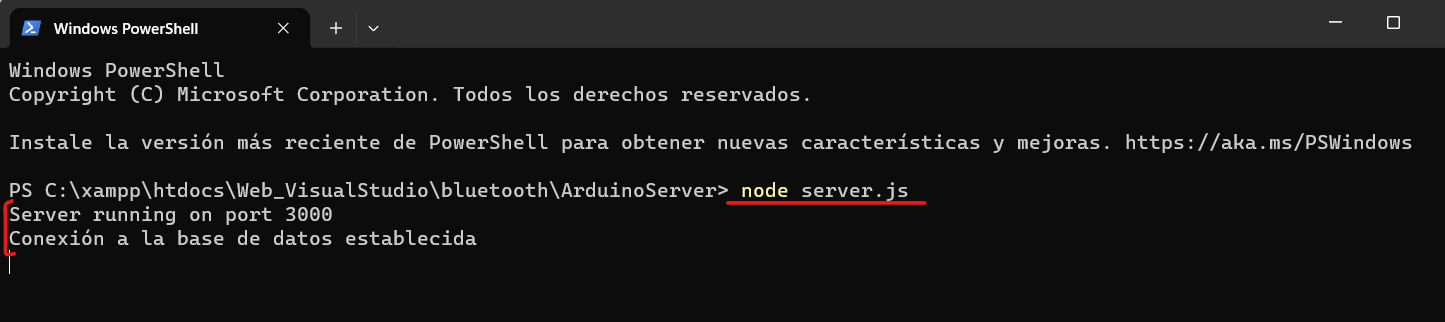 Windows PowerShell
Windows PowerShell
Copyright (C) Microsoft Corporation. Todos los derechos reservados.
Instale la versión más reciente de PowerShell para obtener nuevas características y mejoras. https://aka.ms/PSWindows
PS C:\xampp\htdocs\Web_VisualStudio\bluetooth\ArduinoServer> node server.js
Server running on port 3000
Conexión a la base de datos establecida